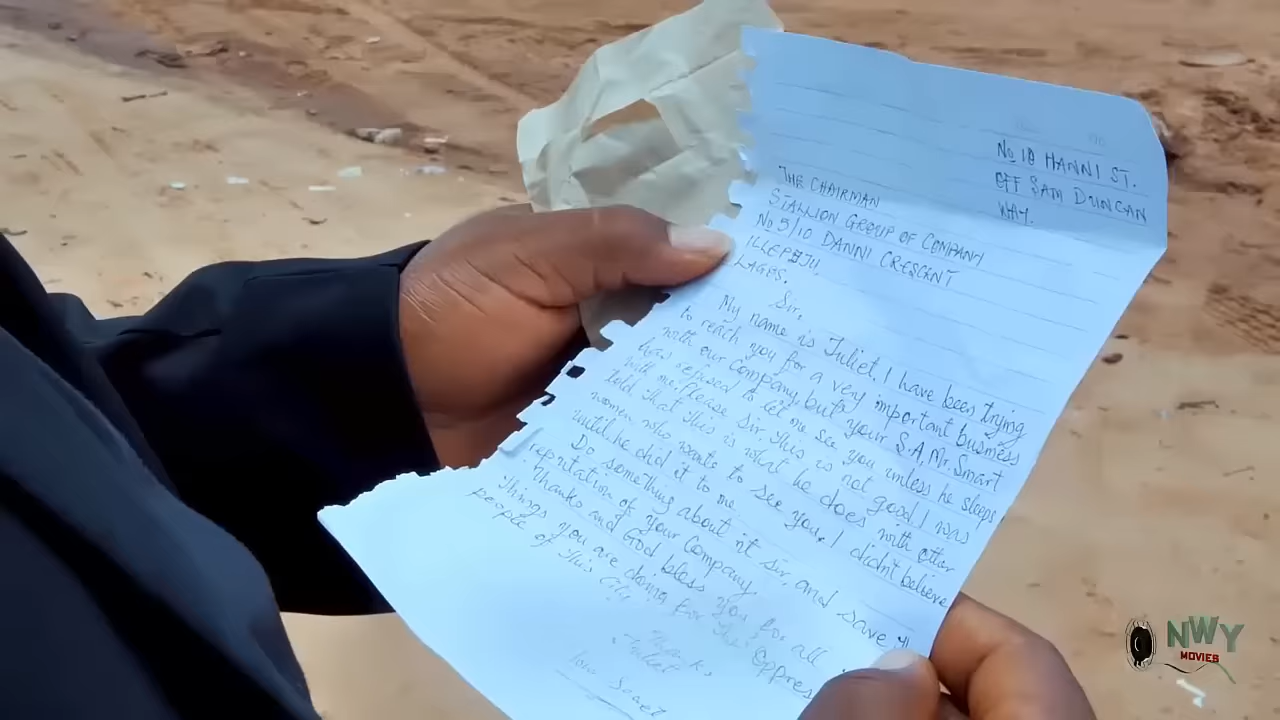 No 10 HANNI ST.
OFF SAM DUNCAN
WAY.
THE CHAIRMAN
STALLION GROUP OF COMPANY
No 5/10 DANNI CRESCENT
ILLEPEJU.
LAGOS.
Sir,
My name is Juliet. I have been trying
to reach you for a very important business
with our Company, but your S.A, Mr. Smart
has refused to let me see you unless he sleeps
with me. Please sir, this is not good. I was
told that this is what he does with other
women who wants to see you. I didn't believe
until he did it to me.
Do something about it sir, and save
reputation of your Company.
Thanks and God bless you for all
things you are doing for the oppres
people of this city.
Thanks,
Juliet
NWY
MOVIES